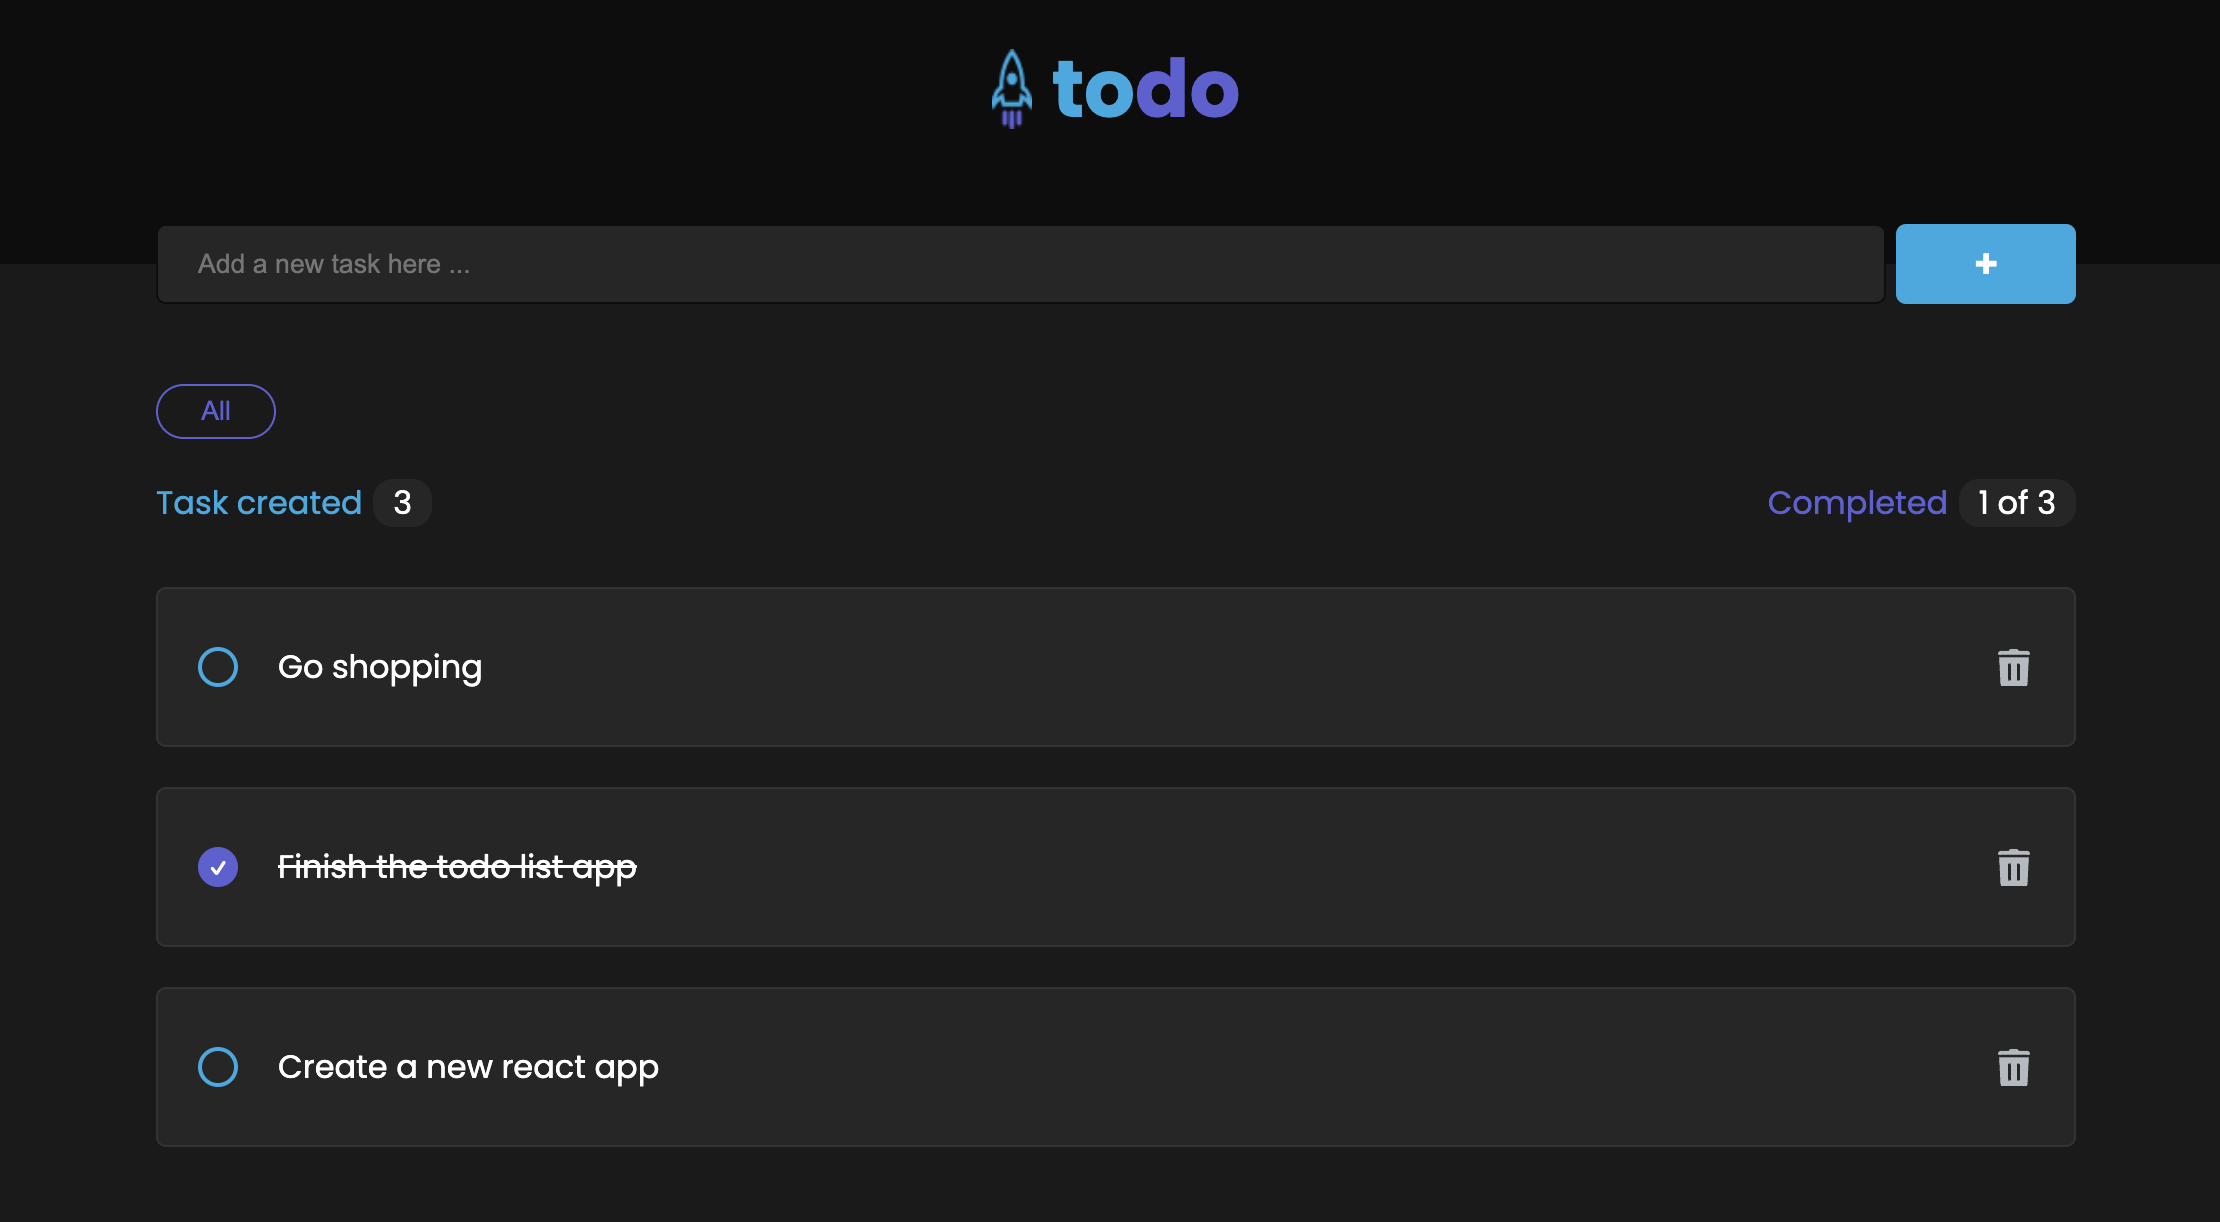 todo
Add a new task here ...
All
Task created 3
Completed 1 of 3
Go shopping
Finish the todo list app
Create a new react app